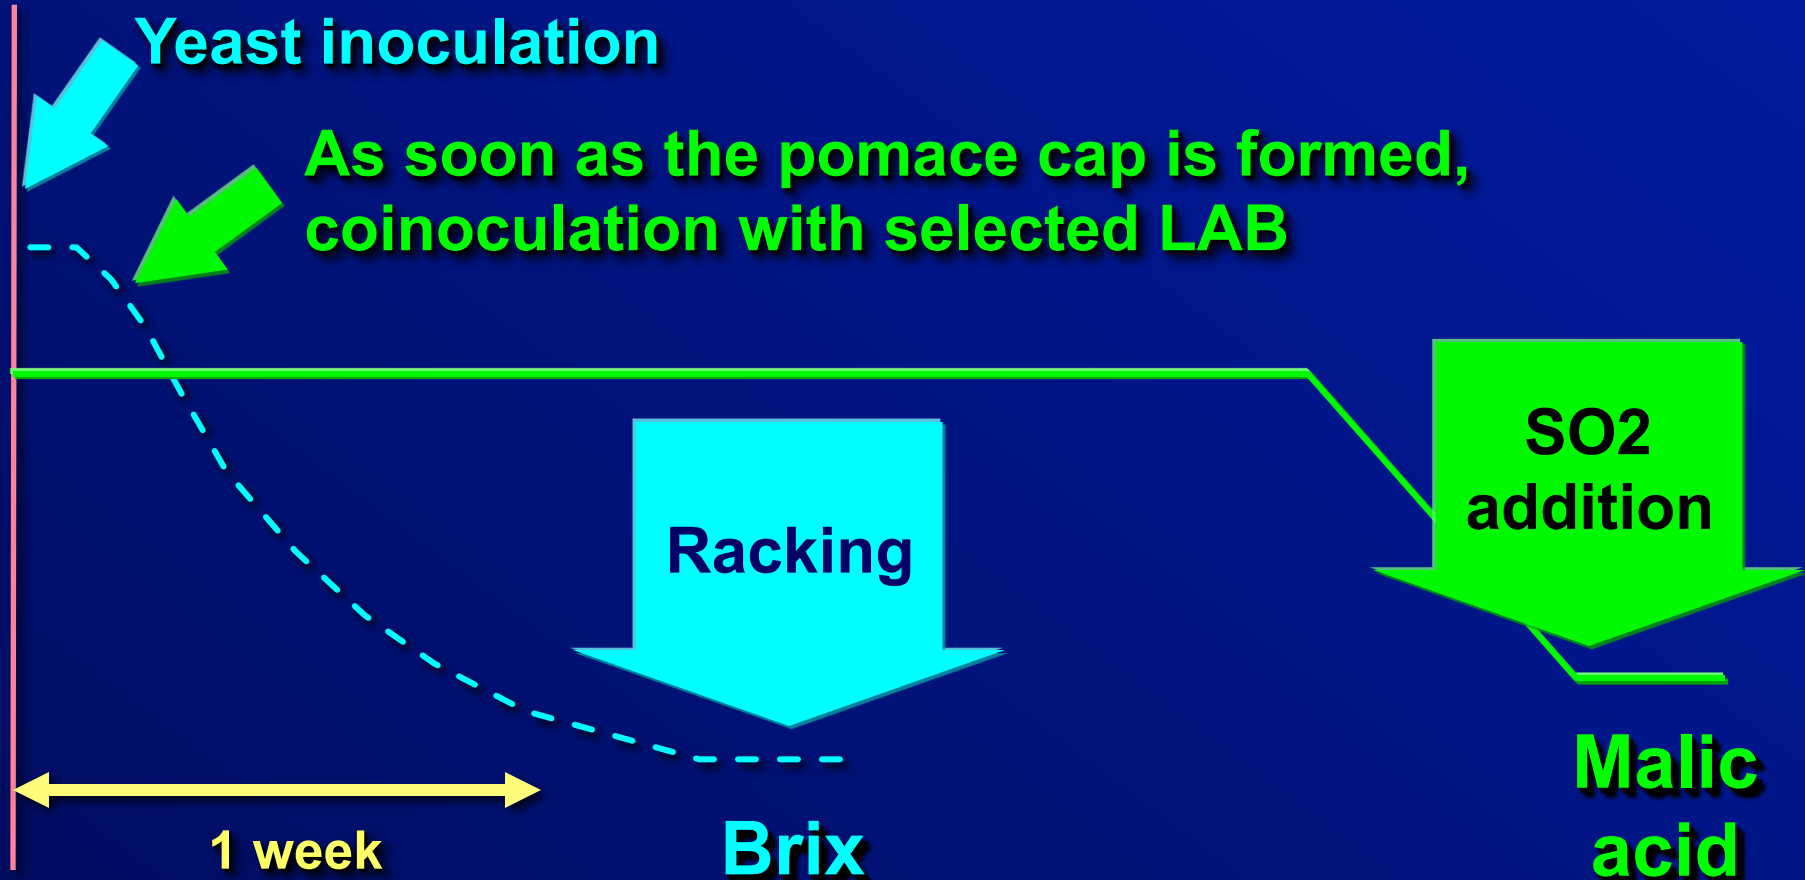 Yeast inoculation
As soon as the pomace cap is formed,
coinoculation with selected LAB
SO2
addition
Racking
Malic
acid
1 week
Brix